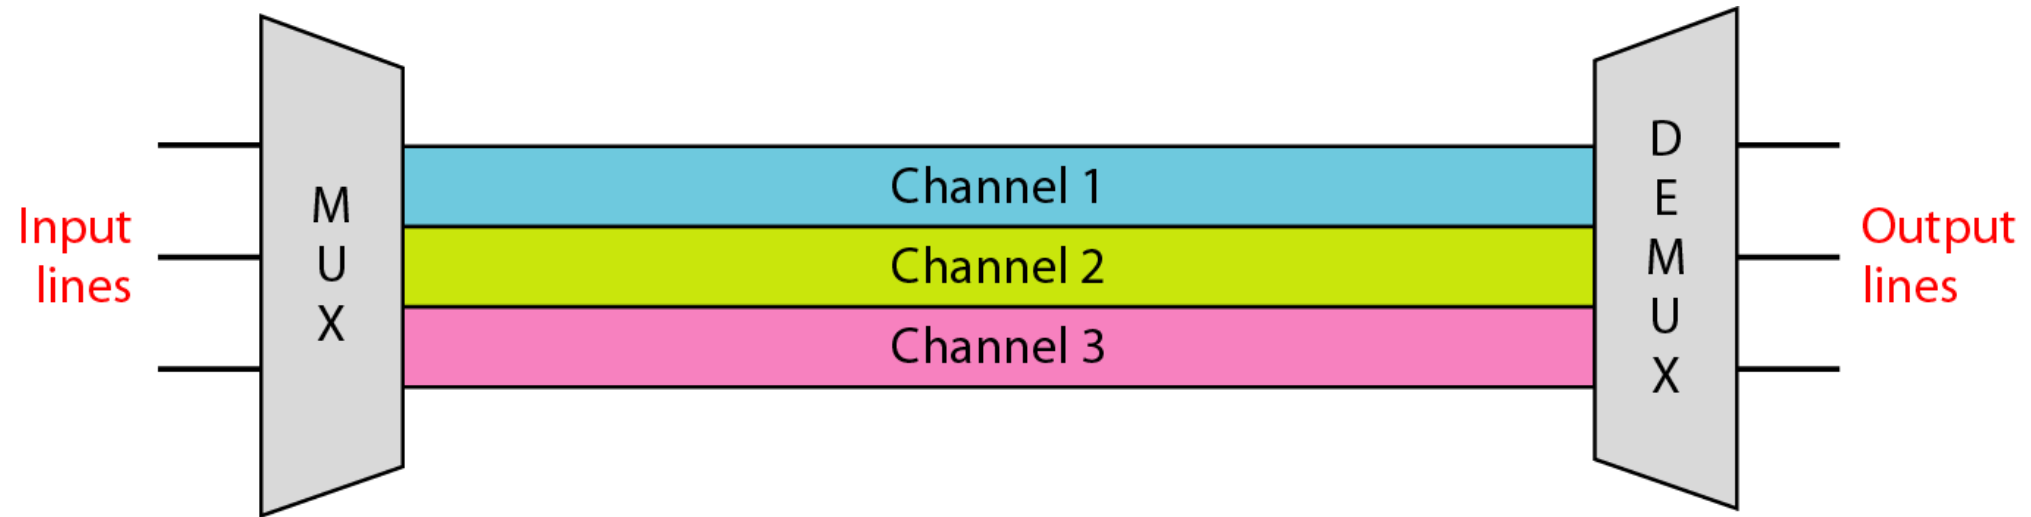 Input
lines
M
U
X
Channel 1
Channel 2
Channel 3
D
E
M
U
X
Output
lines